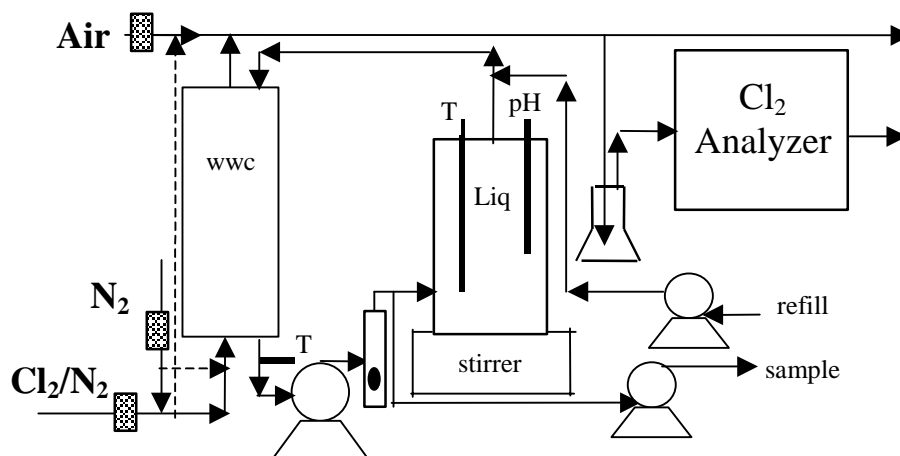 Air
Cl₂
Analyzer
T
pH
wwc
Liq
N₂
refill
T
stirrer
sample
Cl₂/N₂